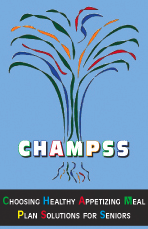 CHAMPSS
CHOOSING HEALTHY APPETIZING MEAL
PLAN SOLUTIONS FOR SENIORS